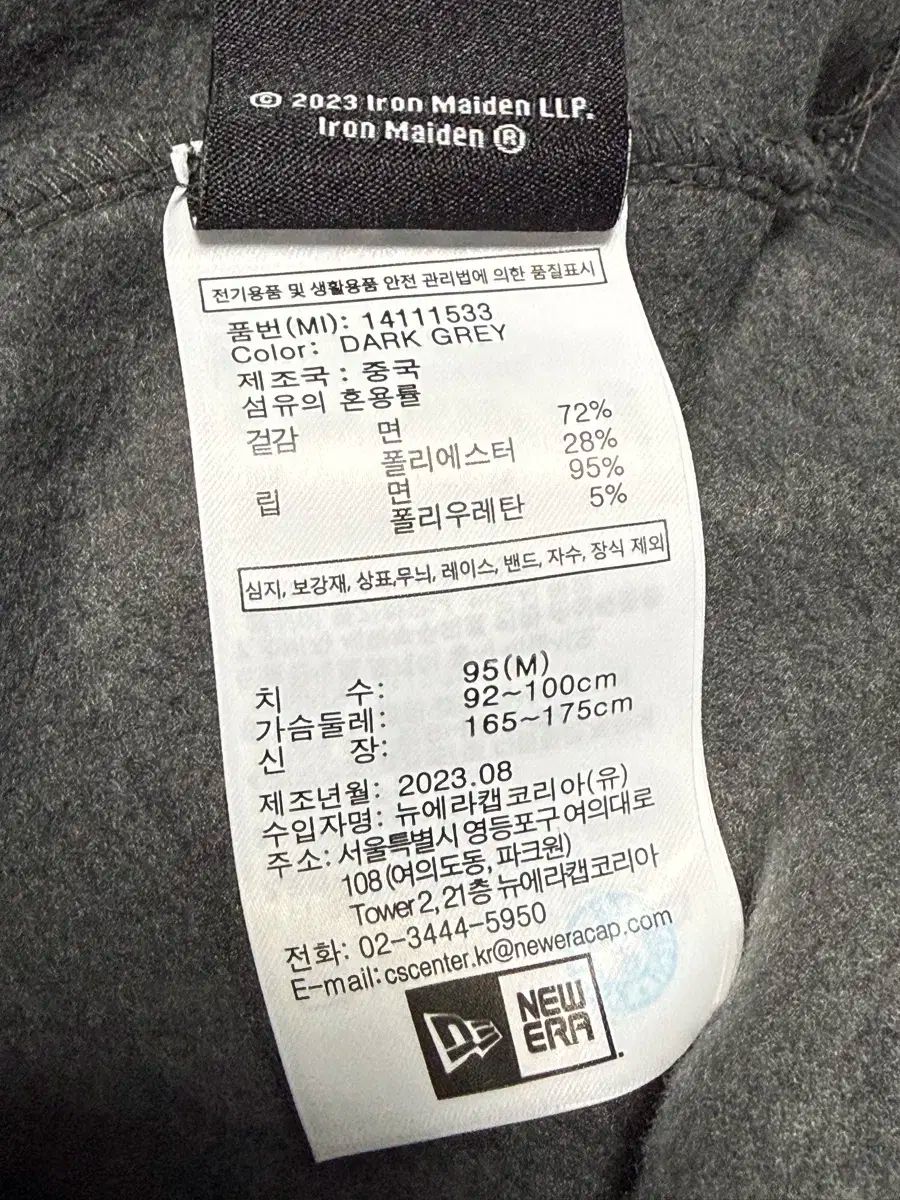 © 2023 Iron Maiden LLP.
Iron Maiden ®
전기용품 및 생활용품 안전 관리법에 의한 품질표시
품번(MI): 14111533
Color: DARK GREY
제조국 : 중국
섬유의 혼용률
겉감 면 72%
폴리에스터 28%
립 면 95%
폴리우레탄 5%
심지, 보강재, 상표,무늬, 레이스, 밴드, 자수, 장식 제외
치 수: 95(M)
가슴둘레: 92~100cm
신 장: 165~175cm
제조년월: 2023.08
수입자명: 뉴에라캡코리아(유)
주소: 서울특별시 영등포구 여의대로
108 (여의도동, 파크원)
Tower 2, 21층 뉴에라캡코리아
전화: 02-3444-5950
E-mail: cscenter.kr@neweracap.com
NEW
ERA